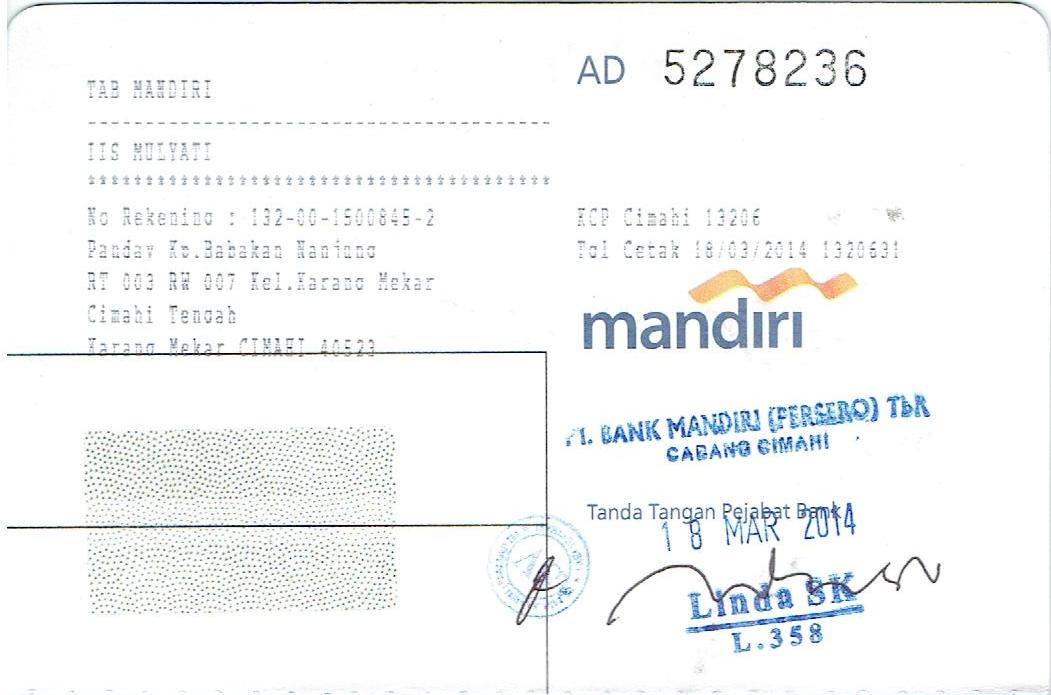 AD 5278236
TAB MANDIRI
----------------------------------------
IIS MULYATI
****************************************
No Rekening : 132-00-1500845-2
Panday Kp.Babakan Nanjung
RT 003 RW 007 Kel.Karang Mekar
Cimahi Tengah
Karang Mekar CIMAHI 40523
KCP Cimahi 13206
Tgl Cetak 18/03/2014 1320631
mandiri
PT. BANK MANDIRI (PERSERO) TbK
CABANG CIMAHI
Tanda Tangan Pejabat Bank
18 MAR 2014
Linda SK
L.358